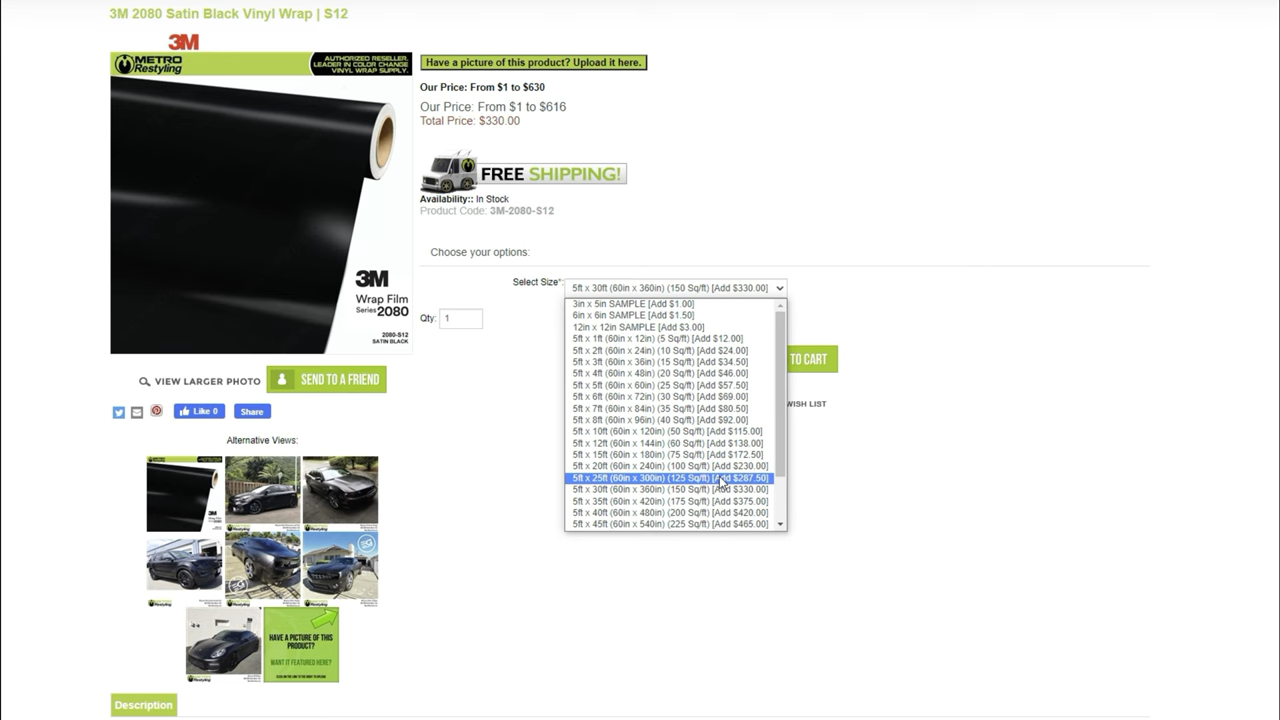 3M 2080 Satin Black Vinyl Wrap | S12
3M
METRO
Restyling
AUTHORIZED RESELLER.
LEADER IN COLOR CHANGE
VINYL WRAP SUPPLY.
3M
Wrap Film
Series 2080
2080-S12
SATIN BLACK
Have a picture of this product? Upload it here.
Our Price: From $1 to $630
Our Price: From $1 to $616
Total Price: $330.00
FREE SHIPPING!
Availability:: In Stock
Product Code: 3M-2080-S12
Choose your options:
Select Size*:
5ft x 30ft (60in x 360in) (150 Sq/ft) [Add $330.00]
3in x 5in SAMPLE [Add $1.00]
6in x 6in SAMPLE [Add $1.50]
12in x 12in SAMPLE [Add $3.00]
5ft x 1ft (60in x 12in) (5 Sq/ft) [Add $12.00]
5ft x 2ft (60in x 24in) (10 Sq/ft) [Add $24.00]
5ft x 3ft (60in x 36in) (15 Sq/ft) [Add $34.50]
5ft x 4ft (60in x 48in) (20 Sq/ft) [Add $46.00]
5ft x 5ft (60in x 60in) (25 Sq/ft) [Add $57.50]
5ft x 6ft (60in x 72in) (30 Sq/ft) [Add $69.00]
5ft x 7ft (60in x 84in) (35 Sq/ft) [Add $80.50]
5ft x 8ft (60in x 96in) (40 Sq/ft) [Add $92.00]
5ft x 10ft (60in x 120in) (50 Sq/ft) [Add $115.00]
5ft x 12ft (60in x 144in) (60 Sq/ft) [Add $138.00]
5ft x 15ft (60in x 180in) (75 Sq/ft) [Add $172.50]
5ft x 20ft (60in x 240in) (100 Sq/ft) [Add $230.00]
5ft x 25ft (60in x 300in) (125 Sq/ft) [Add $287.50]
5ft x 30ft (60in x 360in) (150 Sq/ft) [Add $330.00]
5ft x 35ft (60in x 420in) (175 Sq/ft) [Add $375.00]
5ft x 40ft (60in x 480in) (200 Sq/ft) [Add $420.00]
5ft x 45ft (60in x 540in) (225 Sq/ft) [Add $465.00]
Qty: 1
TO CART
WISH LIST
VIEW LARGER PHOTO
SEND TO A FRIEND
Like 0
Share
Alternative Views:
HAVE A PICTURE OF THIS
PRODUCT?
WANT IT FEATURED HERE?
Description